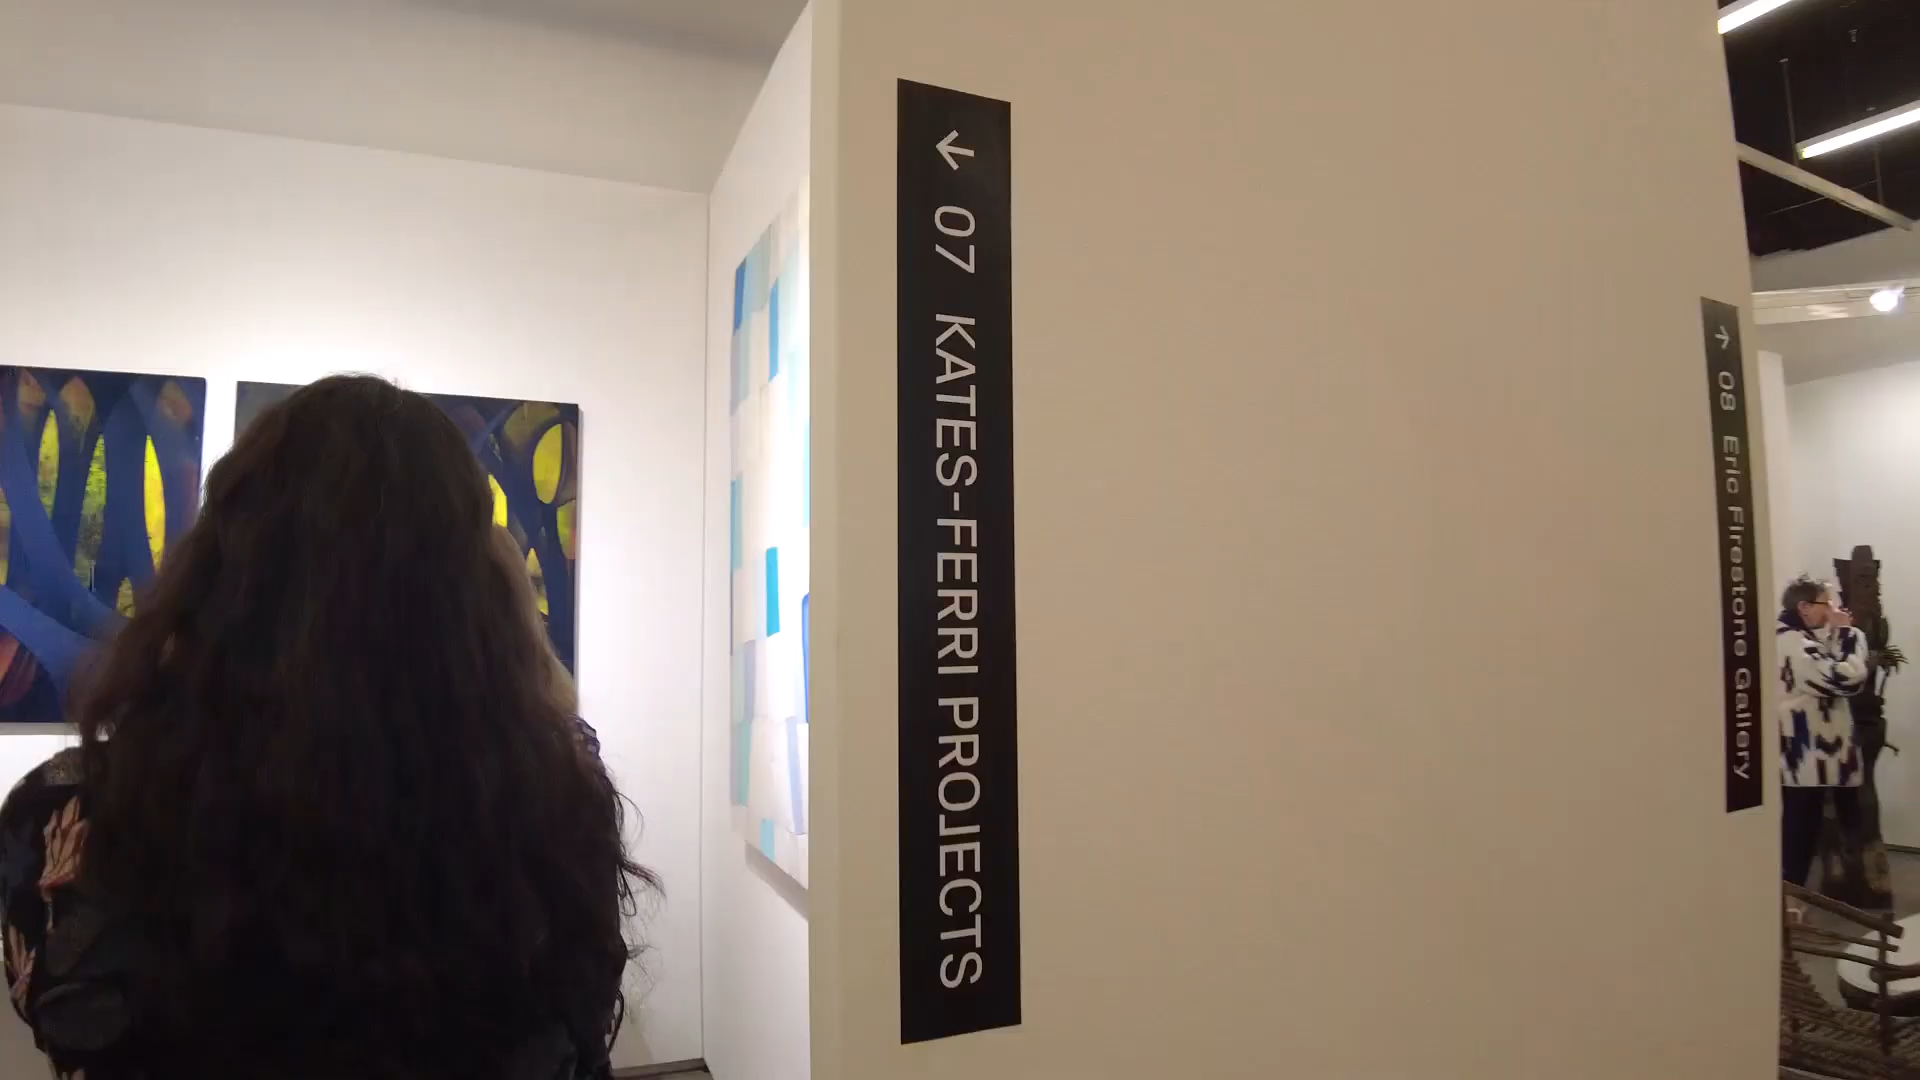 ← 07 KATES-FERRI PROJECTS
↑ 08 Eric Firestone Gallery